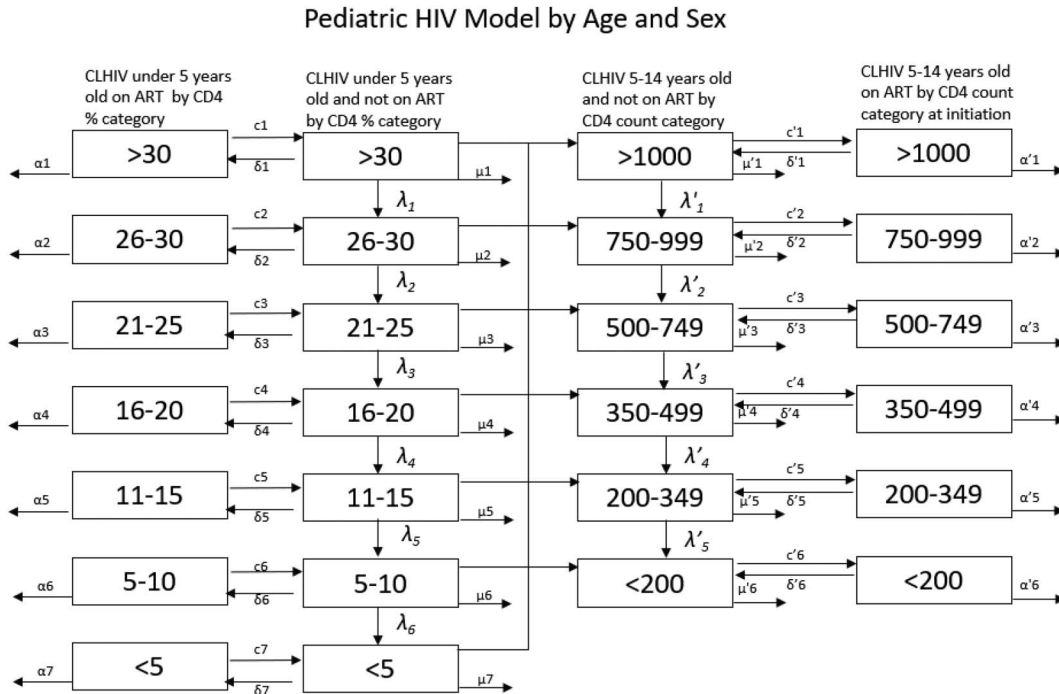 Pediatric HIV Model by Age and Sex
CLHIV under 5 years
old on ART by CD4
% category
CLHIV under 5 years
old and not on ART
by CD4 % category
CLHIV 5-14 years old
and not on ART by
CD4 count category
CLHIV 5-14 years old
on ART by CD4 count
category at initiation
α1
>30
c1
δ1
>30
μ1
>1000
c'1
μ'1
δ'1
>1000
α'1
λ1
λ'1
α2
26-30
c2
δ2
26-30
μ2
750-999
c'2
μ'2
δ'2
750-999
α'2
λ2
λ'2
α3
21-25
c3
δ3
21-25
μ3
500-749
c'3
μ'3
δ'3
500-749
α'3
λ3
λ'3
α4
16-20
c4
δ4
16-20
μ4
350-499
c'4
μ'4
δ'4
350-499
α'4
λ4
λ'4
α5
11-15
c5
δ5
11-15
μ5
200-349
c'5
μ'5
δ'5
200-349
α'5
λ5
λ'5
α6
5-10
c6
δ6
5-10
μ6
<200
c'6
μ'6
δ'6
<200
α'6
λ6
α7
<5
c7
δ7
<5
μ7